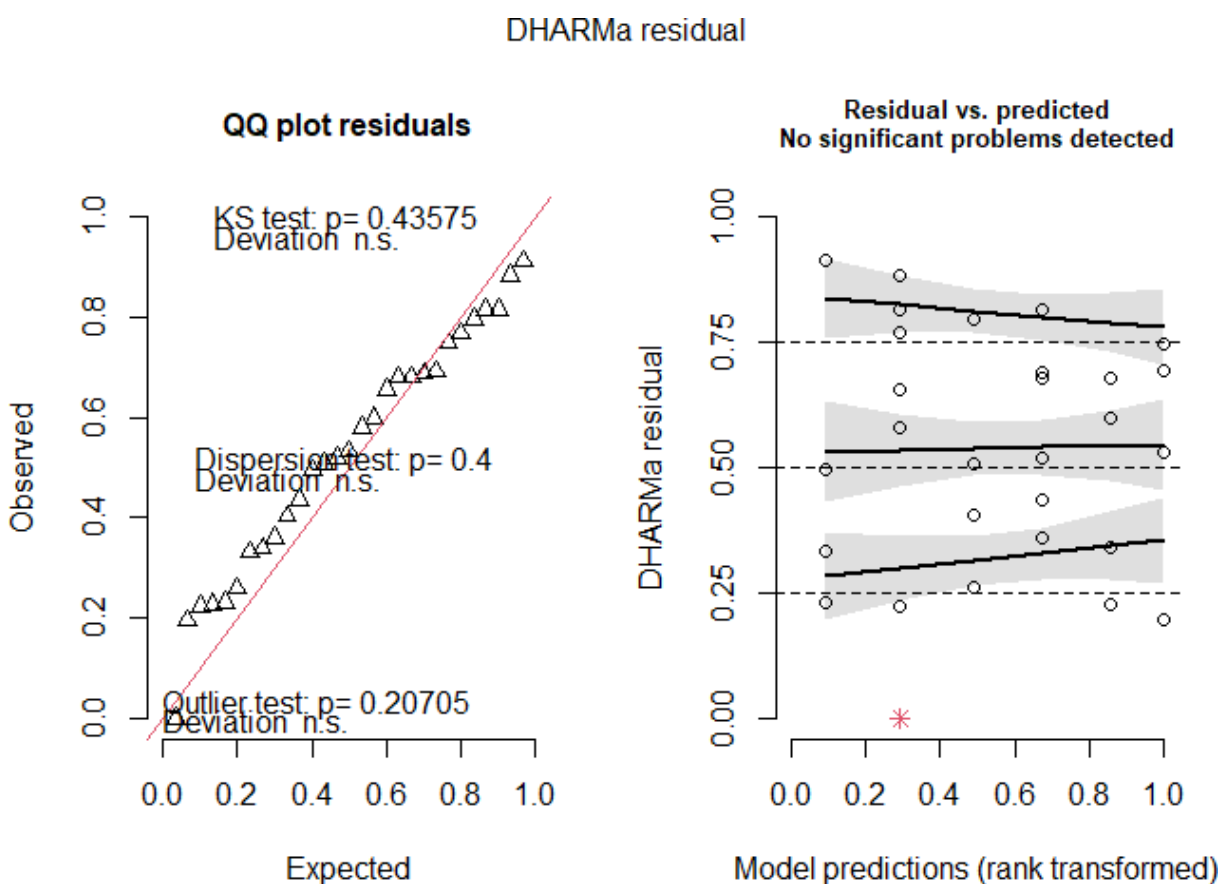 DHARMa residual
QQ plot residuals
KS test: p= 0.43575
Deviation n.s.
Dispersion test: p= 0.4
Deviation n.s.
Outlier test: p= 0.20705
Deviation n.s.
Observed
0.0 0.2 0.4 0.6 0.8 1.0
0.0 0.2 0.4 0.6 0.8 1.0
Expected
Residual vs. predicted
No significant problems detected
DHARMa residual
0.00 0.25 0.50 0.75 1.00
0.0 0.2 0.4 0.6 0.8 1.0
Model predictions (rank transformed)